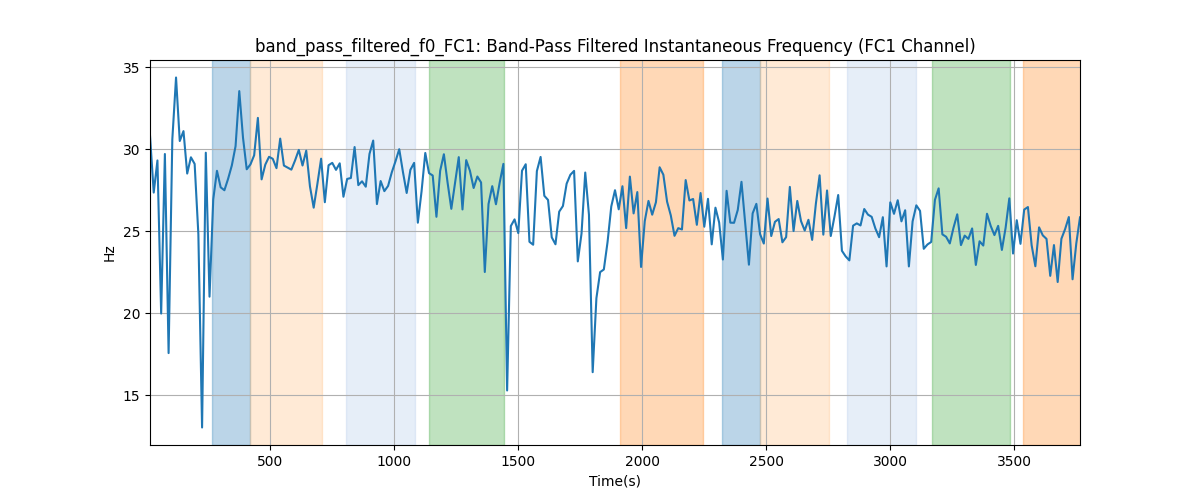 band_pass_filtered_f0_FC1: Band-Pass Filtered Instantaneous Frequency (FC1 Channel)
35
30
25
20
15
Hz
500 1000 1500 2000 2500 3000 3500
Time(s)